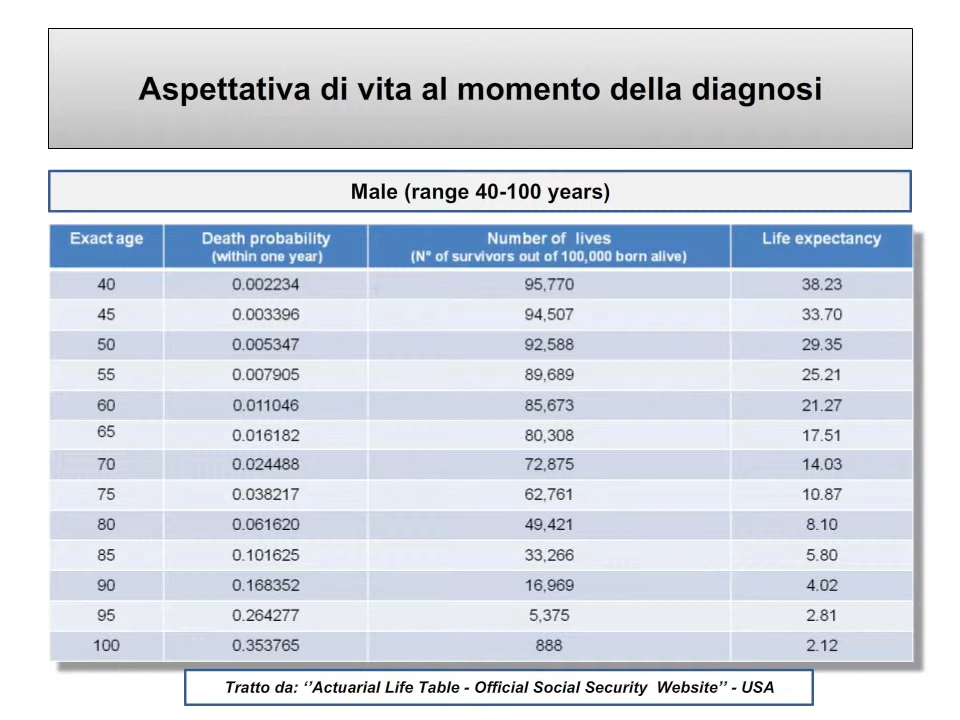 Aspettativa di vita al momento della diagnosi
Male (range 40-100 years)
Exact age Death probability (within one year) Number of lives (N° of survivors out of 100,000 born alive) Life expectancy
40 0.002234 95,770 38.23
45 0.003396 94,507 33.70
50 0.005347 92,588 29.35
55 0.007905 89,689 25.21
60 0.011046 85,673 21.27
65 0.016182 80,308 17.51
70 0.024488 72,875 14.03
75 0.038217 62,761 10.87
80 0.061620 49,421 8.10
85 0.101625 33,266 5.80
90 0.168352 16,969 4.02
95 0.264277 5,375 2.81
100 0.353765 888 2.12
Tratto da: ‘’Actuarial Life Table - Official Social Security Website’’ - USA